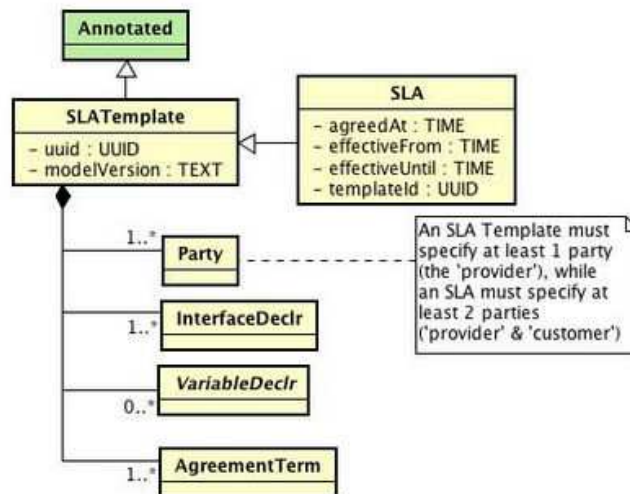 Annotated
SLATemplate
- uuid : UUID
- modelVersion : TEXT
SLA
- agreedAt : TIME
- effectiveFrom : TIME
- effectiveUntil : TIME
- templateId : UUID
1..*
Party
An SLA Template must
specify at least 1 party
(the 'provider'), while
an SLA must specify at
least 2 parties
('provider' & 'customer')
1..*
InterfaceDeclr
VariableDeclr
0..*
AgreementTerm
1..*